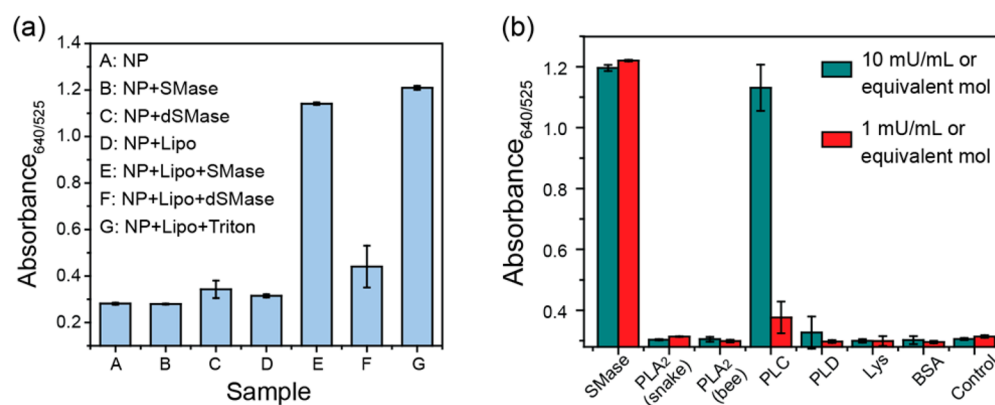 (a)
1.4
1.2
1.0
0.8
0.6
0.4
0.2
Absorbance640/525
A: NP
B: NP+SMase
C: NP+dSMase
D: NP+Lipo
E: NP+Lipo+SMase
F: NP+Lipo+dSMase
G: NP+Lipo+Triton
A B C D E F G
Sample
(b)
1.2
1.0
0.8
0.6
0.4
Absorbance640/525
10 mU/mL or
equivalent mol
1 mU/mL or
equivalent mol
SMase
PLA2
(snake)
PLA2
(bee)
PLC
PLD
Lys
BSA
Control